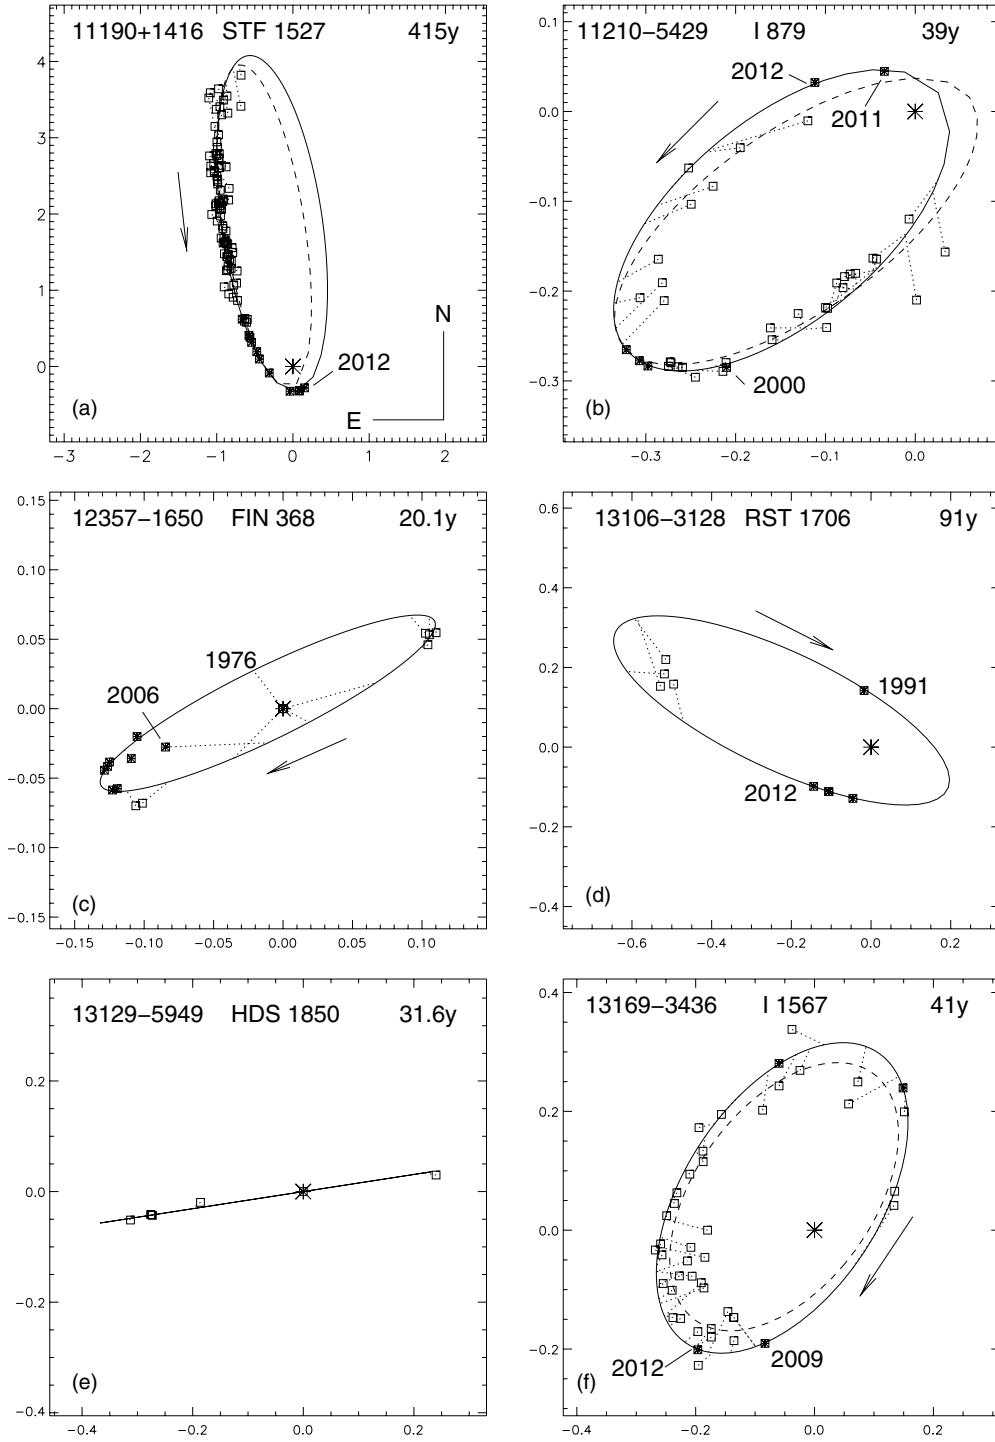 11190+1416 STF 1527 415y
4
3
2
1
0
N
E
2012
(a)
−3 −2 −1 0 1 2
11210−5429 I 879 39y
0.1
0.0
−0.1
−0.2
−0.3
2012
2011
2000
(b)
−0.3 −0.2 −0.1 0.0
12357−1650 FIN 368 20.1y
0.15
0.10
0.05
0.00
−0.05
−0.10
−0.15
1976
2006
(c)
−0.15 −0.10 −0.05 0.00 0.05 0.10
13106−3128 RST 1706 91y
0.6
0.4
0.2
0.0
−0.2
−0.4
1991
2012
(d)
−0.6 −0.4 −0.2 0.0 0.2
13129−5949 HDS 1850 31.6y
0.2
0.0
−0.2
−0.4
(e)
−0.4 −0.2 0.0 0.2
13169−3436 I 1567 41y
0.4
0.2
0.0
−0.2
2012
2009
(f)
−0.4 −0.2 0.0 0.2